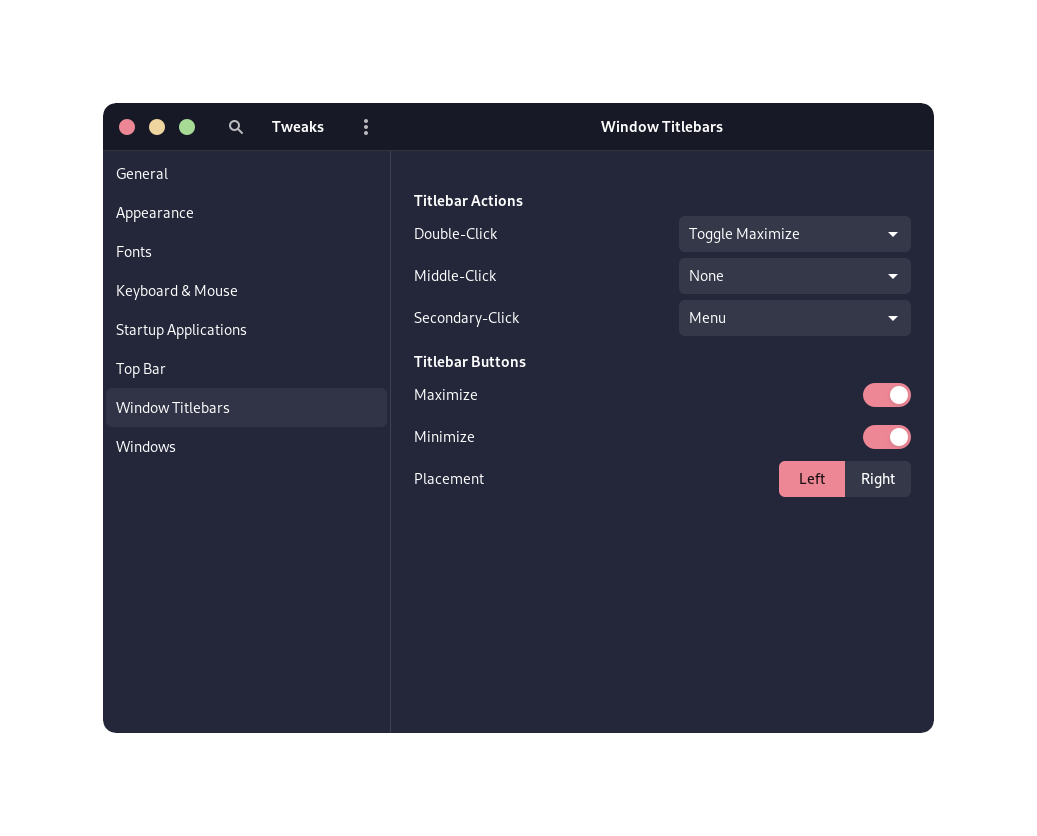 Tweaks
Window Titlebars
General
Appearance
Fonts
Keyboard & Mouse
Startup Applications
Top Bar
Window Titlebars
Windows
Titlebar Actions
Double-Click Toggle Maximize
Middle-Click None
Secondary-Click Menu
Titlebar Buttons
Maximize
Minimize
Placement Left Right